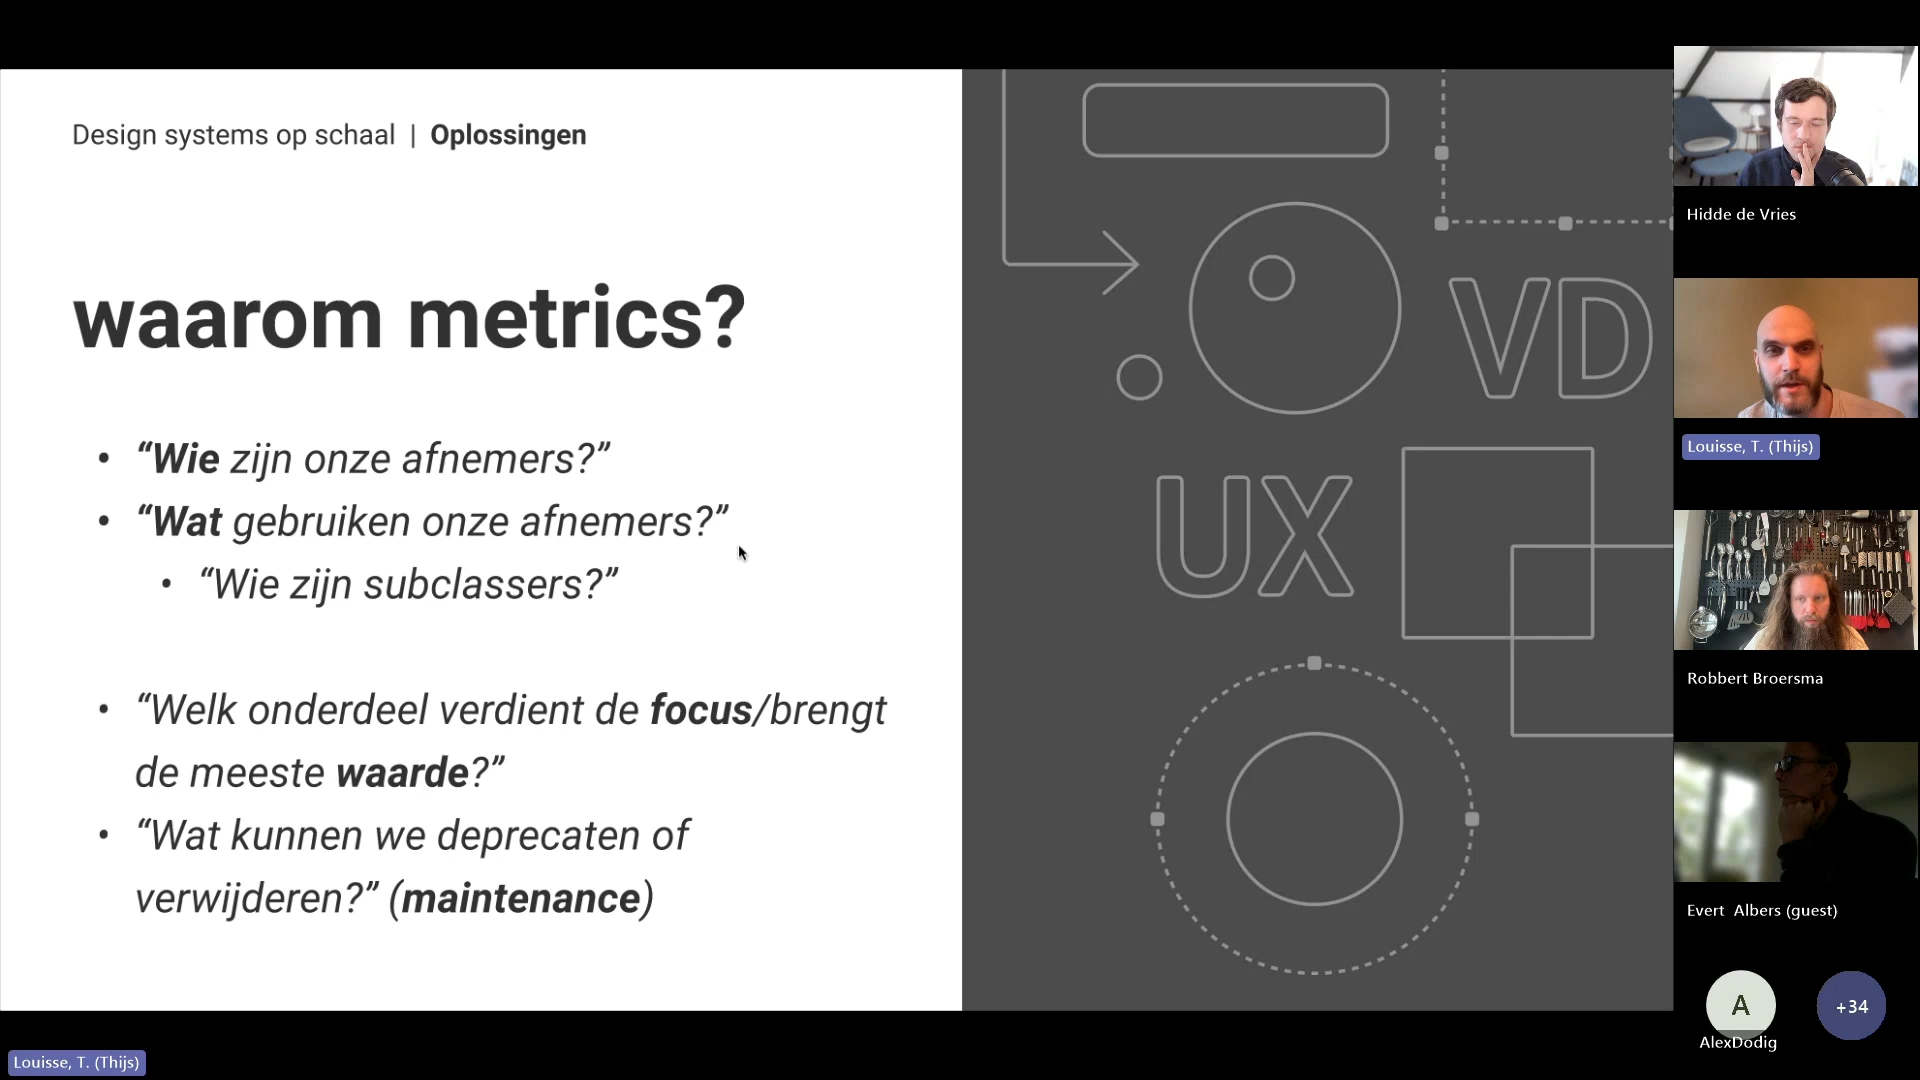 Design systems op schaal | Oplossingen
waarom metrics?
• “Wie zijn onze afnemers?”
• “Wat gebruiken onze afnemers?”
• “Wie zijn subclassers?”
• “Welk onderdeel verdient de focus/brengt
de meeste waarde?”
• “Wat kunnen we deprecaten of
verwijderen?” (maintenance)
VD
UX
Hidde de Vries
Louisse, T. (Thijs)
Robbert Broersma
Evert Albers (guest)
A
AlexDodig
+34
Louisse, T. (Thijs)